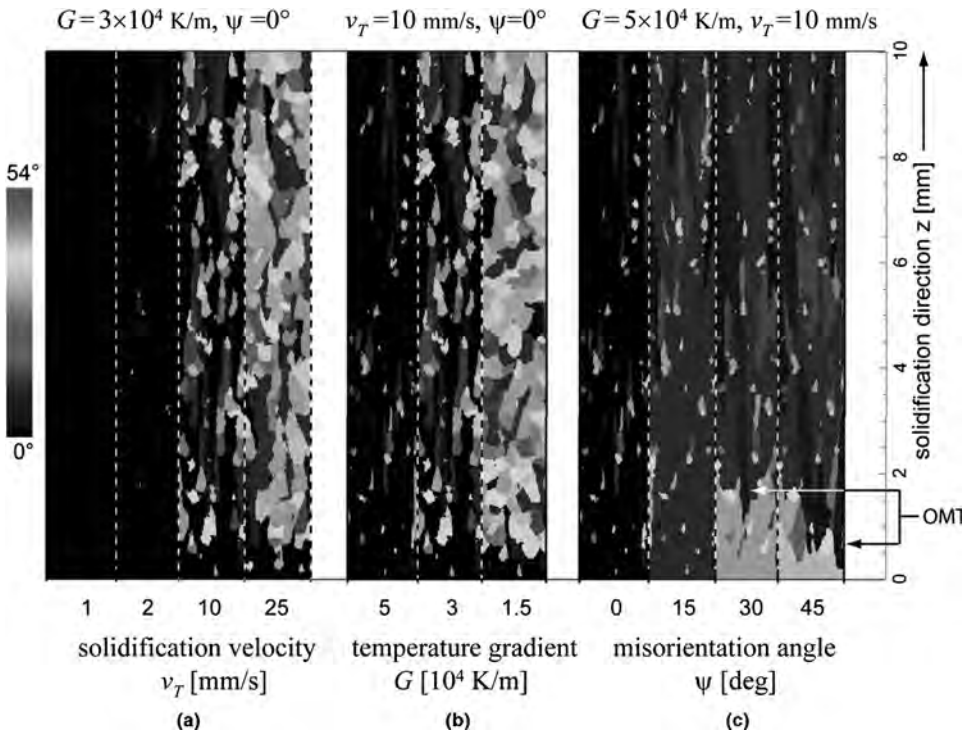 G = 3×10⁴ K/m, ψ =0°
v_T=10 mm/s, ψ=0°
G =5×10⁴ K/m, v_T=10 mm/s
54°
0°
10
8
6
4
2
0
solidification direction z [mm]
OMT
1 2 10 25
5 3 1.5
0 15 30 45
solidification velocity
v_T [mm/s]
temperature gradient
G [10⁴ K/m]
misorientation angle
ψ [deg]
(a)
(b)
(c)